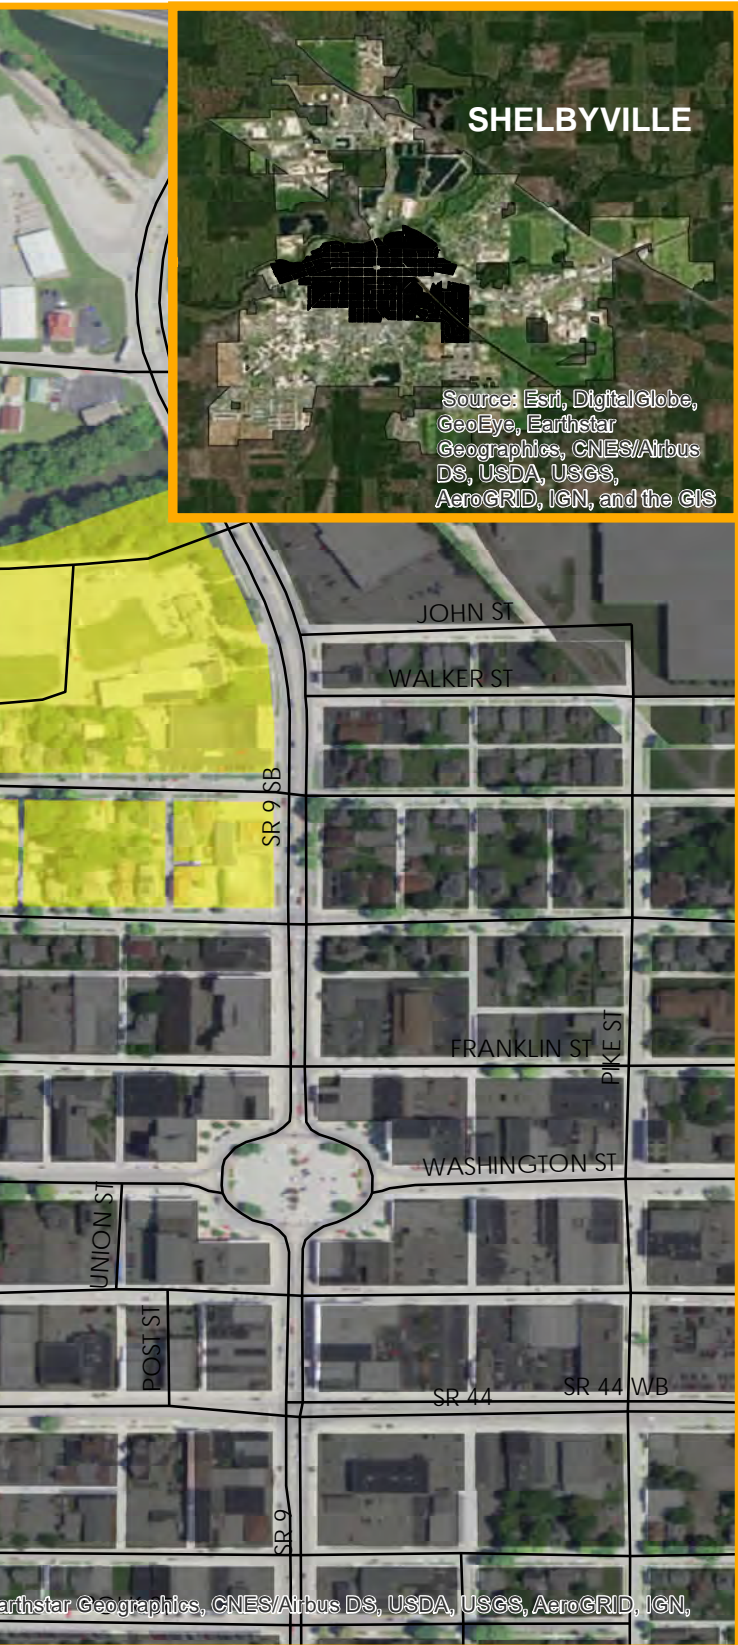 SHELBYVILLE
Source: Esri, DigitalGlobe,
GeoEye, Earthstar
Geographics, CNES/Airbus
DS, USDA, USGS,
AeroGRID, IGN, and the GIS
JOHN ST
WALKER ST
SR 9 SB
FRANKLIN ST
PIKE ST
WASHINGTON ST
UNION ST
POST ST
SR 44
SR 44 WB
SR 9
Geographics, CNES/Airbus DS, USDA, USGS, AeroGRID, IGN,